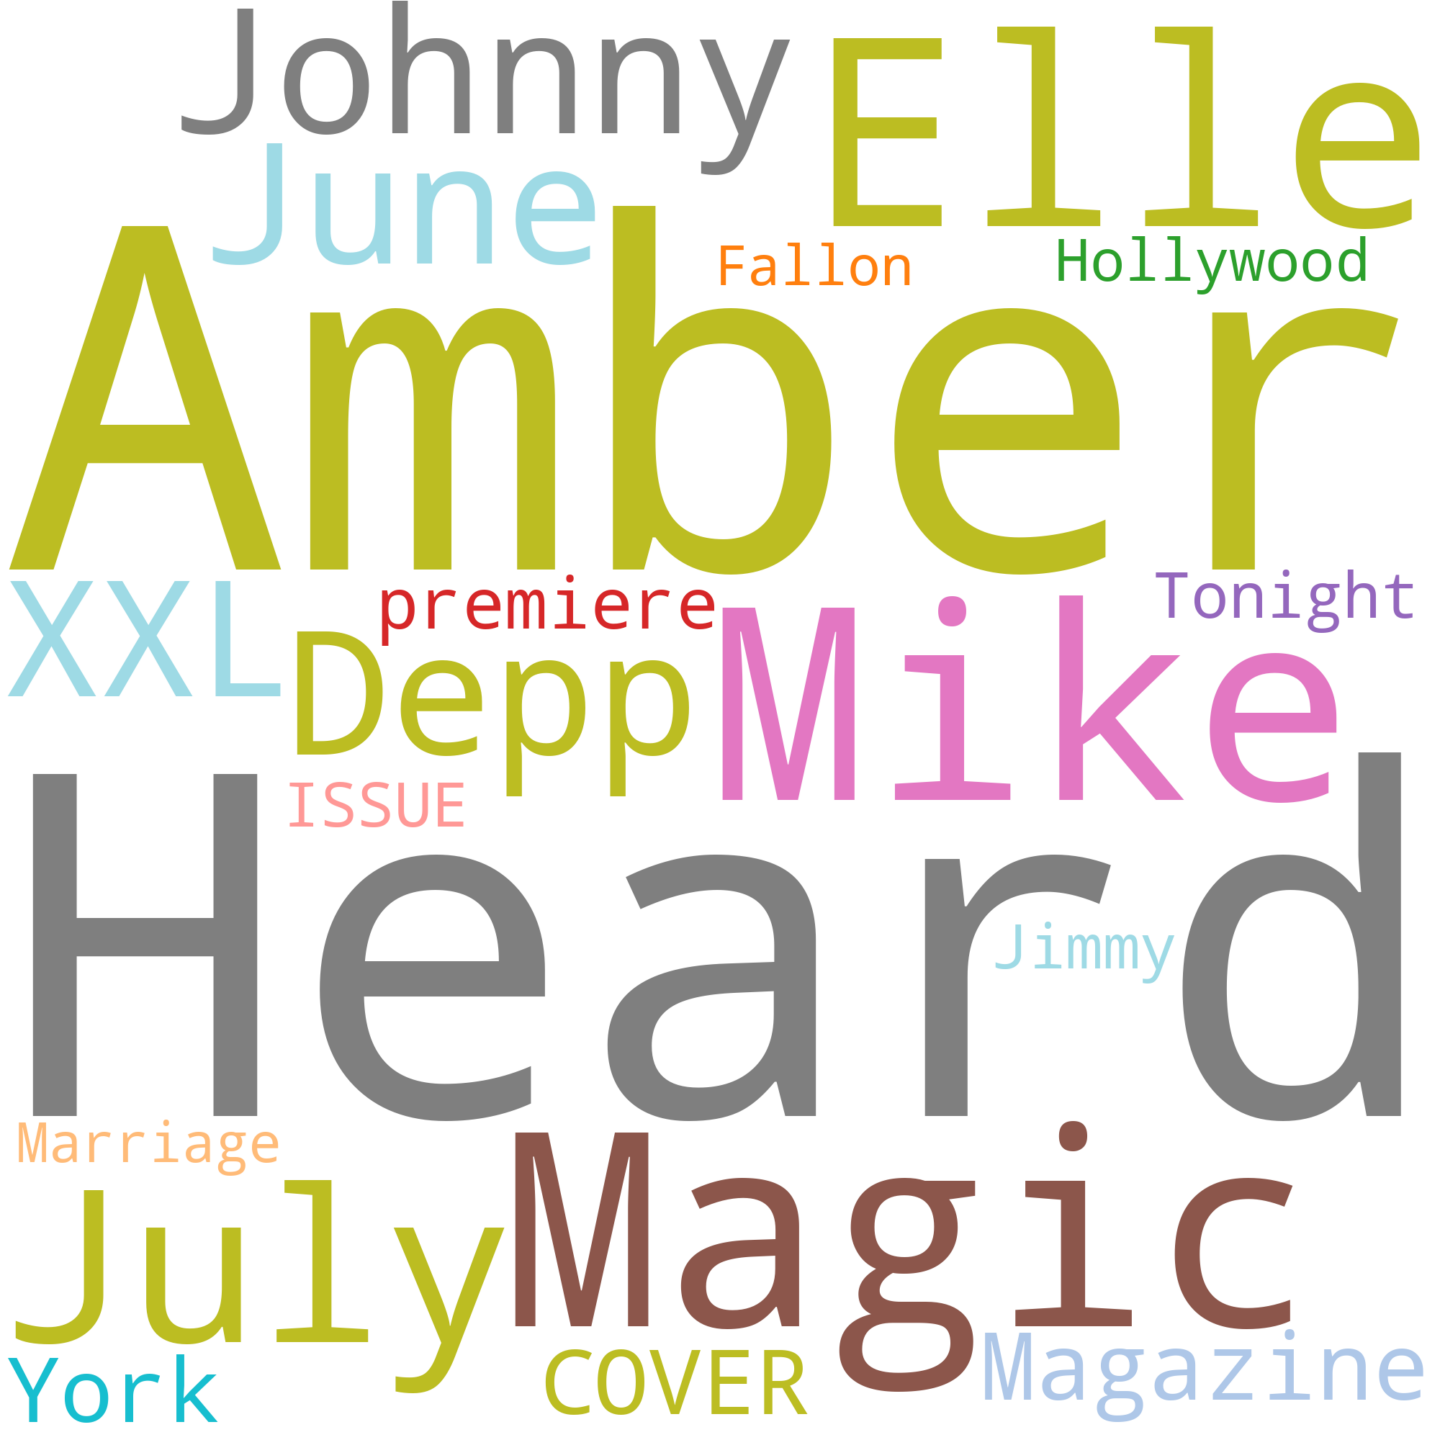 Johnny Elle
June
Fallon Hollywood
Amber
XXL premiere Tonight
Depp Mike
ISSUE
Heard
Jimmy
Marriage
July Magic
York COVER Magazine